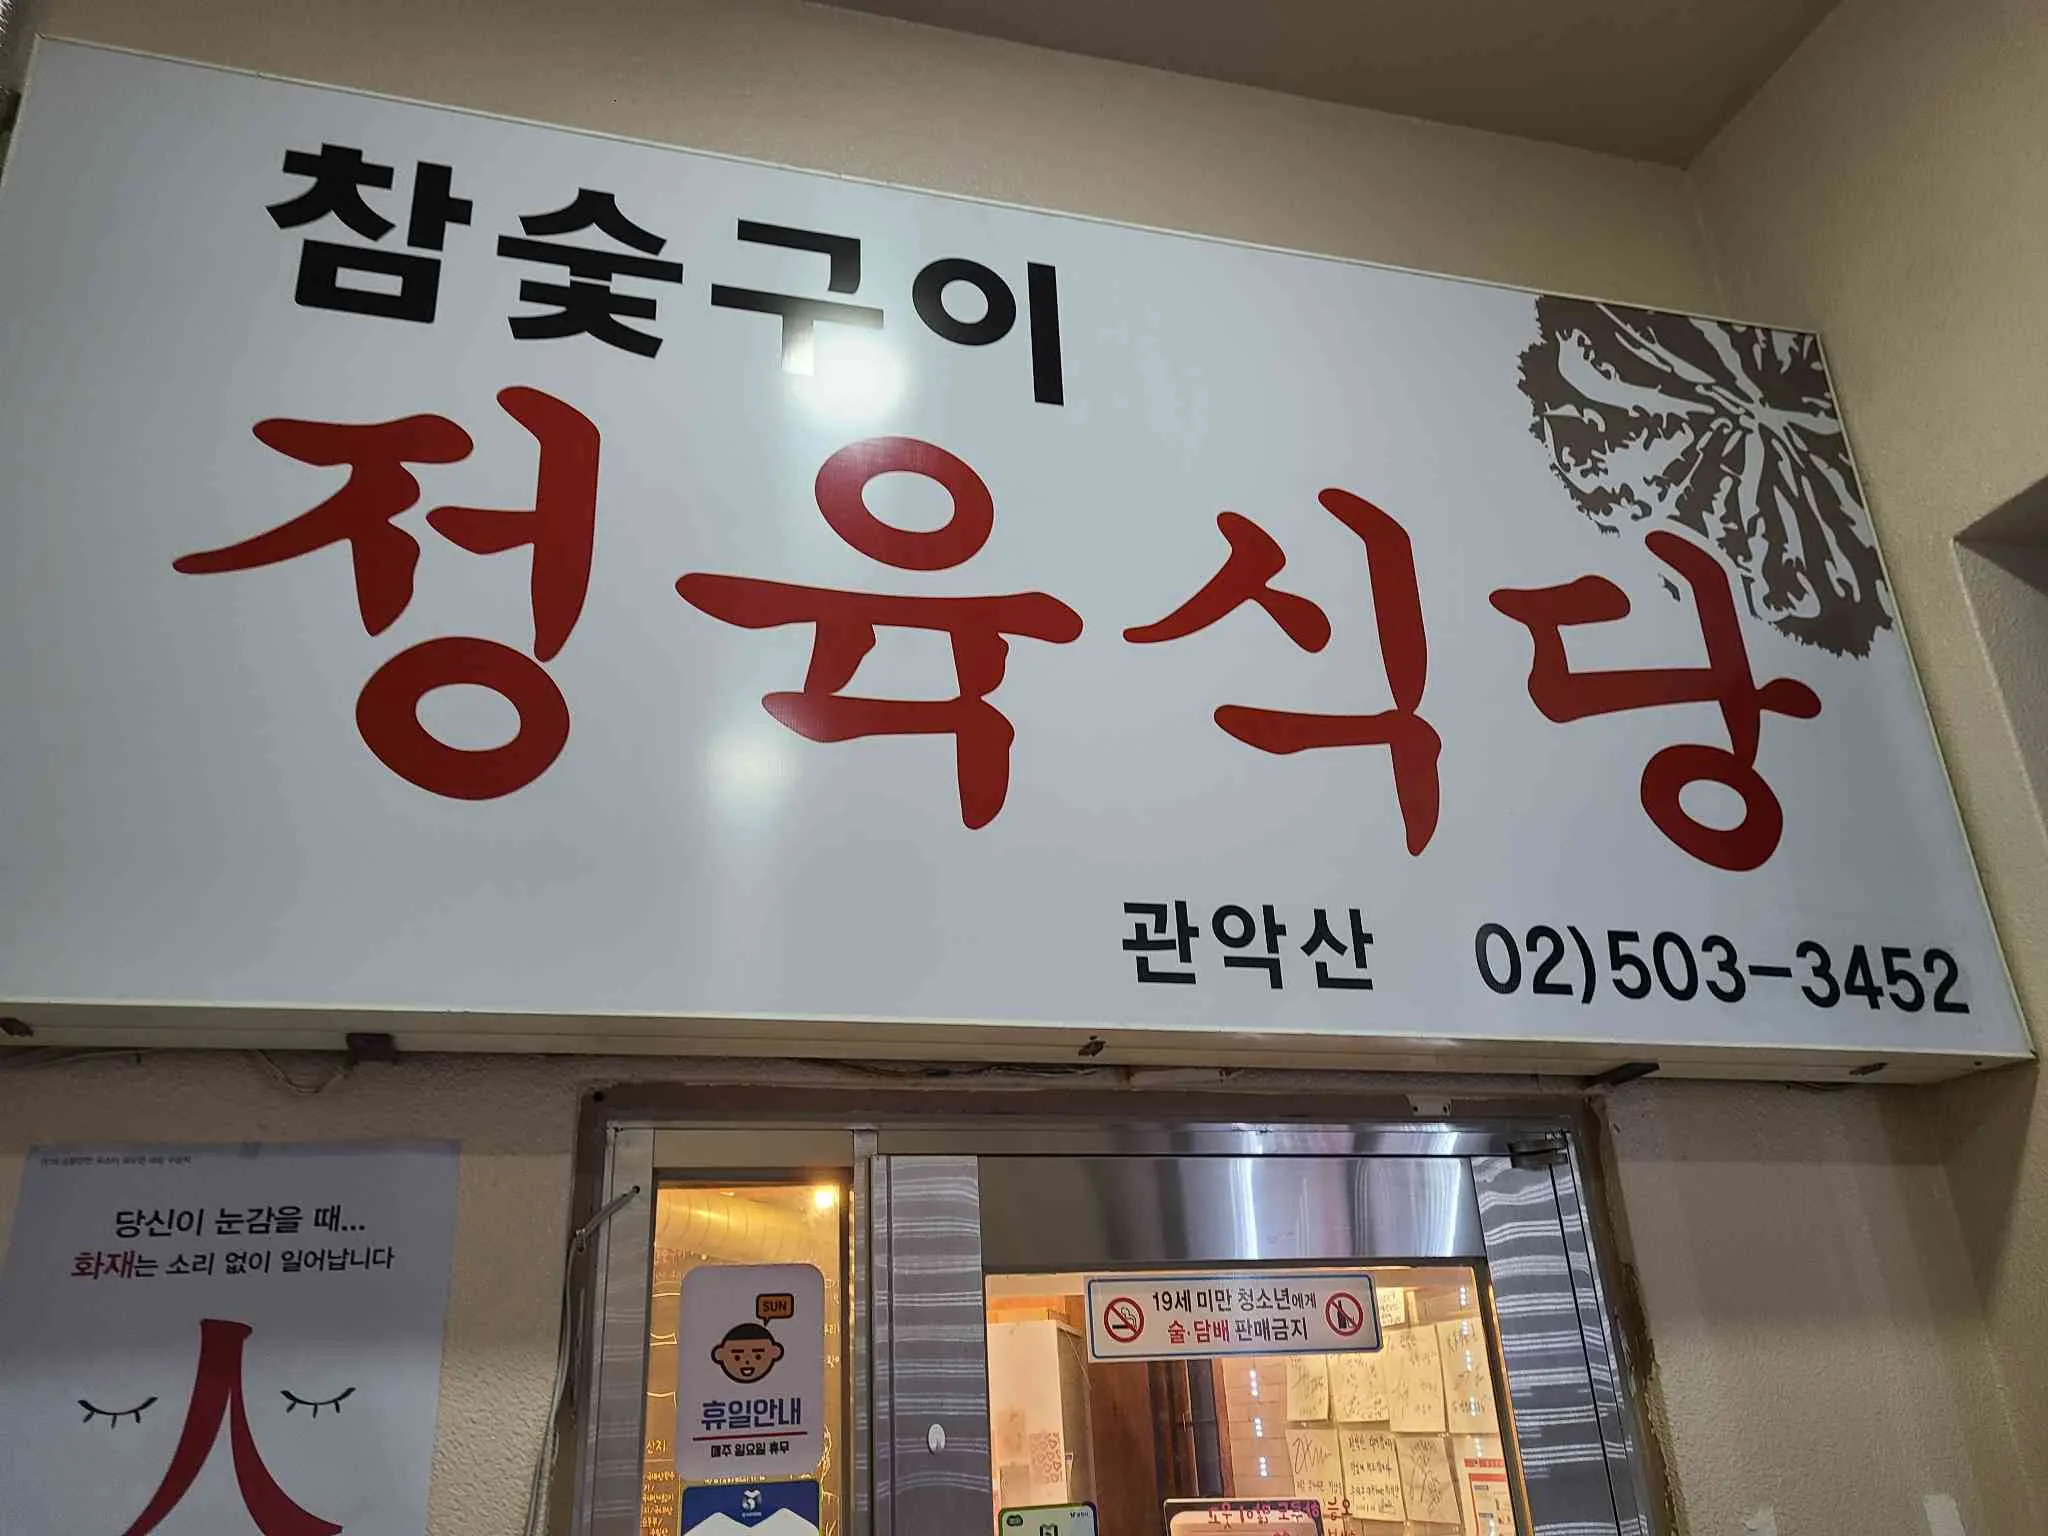 참숯구이
정육식당
관악산 02)503-3452
당신이 눈감을 때...
화재는 소리 없이 일어납니다
SUN
휴일안내
매주 일요일 휴무
19세 미만 청소년에게
술·담배 판매금지